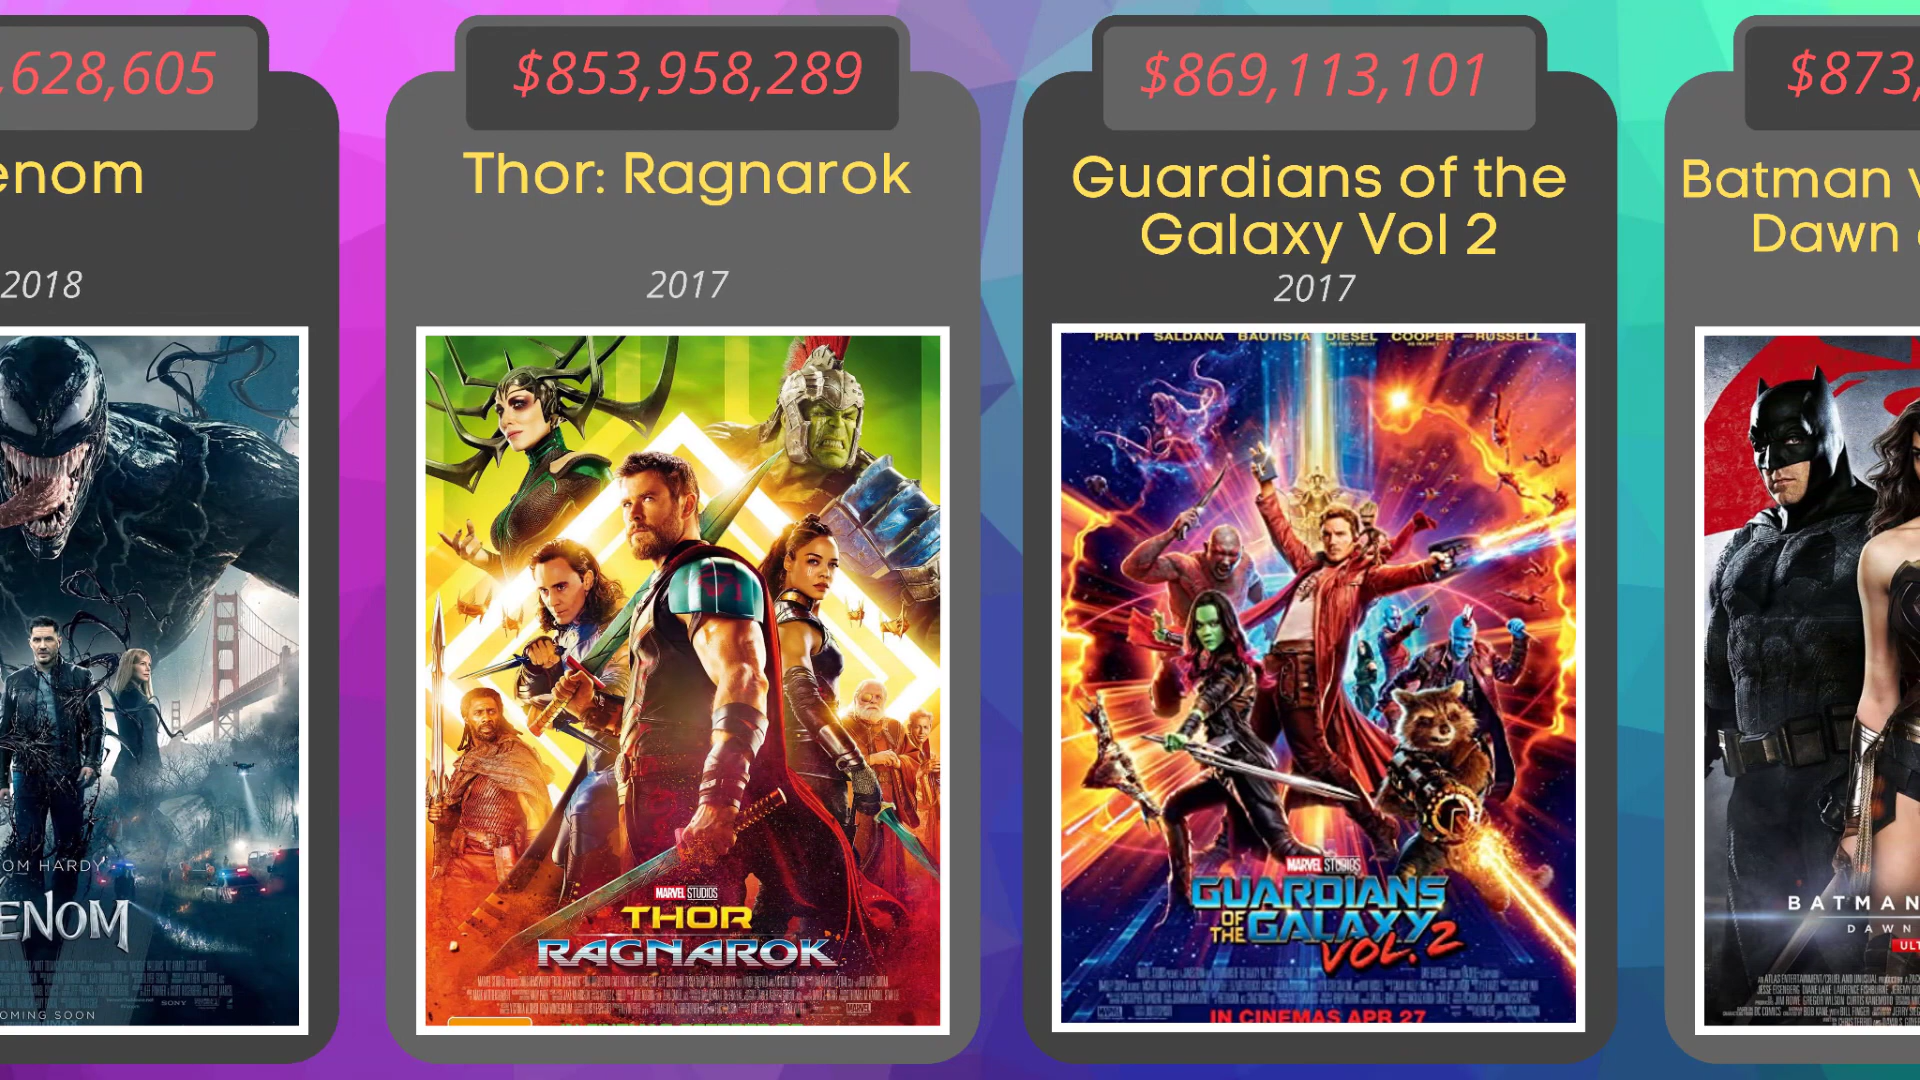 ,628,605
enom
2018
OM HARDY
ENOM
SONY
OMING SOON
$853,958,289
Thor: Ragnarok
2017
MARVEL STUDIOS
THOR
RAGNAROK
$869,113,101
Guardians of the
Galaxy Vol 2
2017
PRATT SALDANA BAUTISTA DIESEL COOPER RUSSELL
MARVEL STUDIOS
GUARDIANS
OF THE GALAXY
VOL. 2
IN CINEMAS APR 27
$873,
Batman v
Dawn
BATMAN
DAWN
ULT